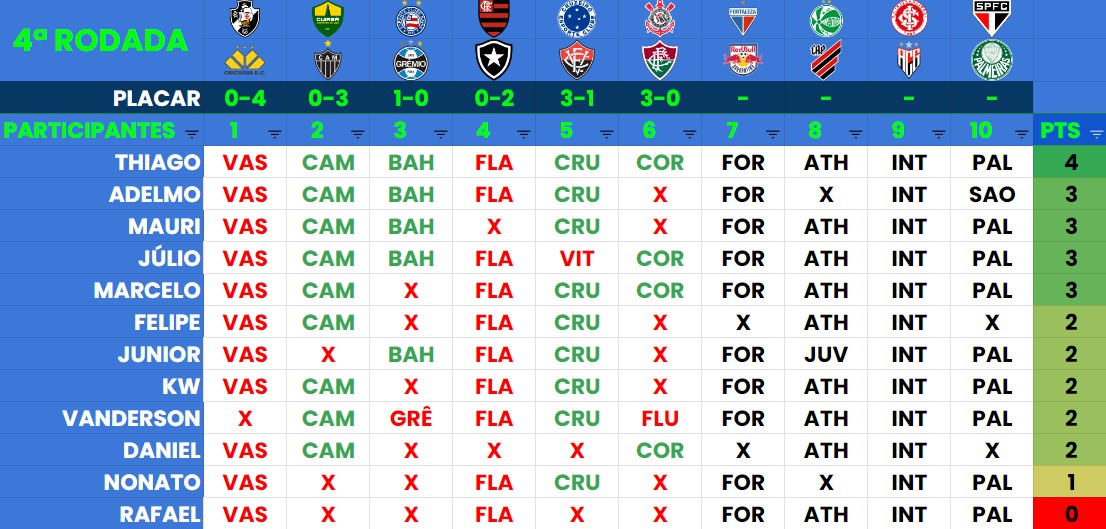 4ª RODADA
PLACAR 0-4 0-3 1-0 0-2 3-1 3-0 - - - -
PARTICIPANTES 1 2 3 4 5 6 7 8 9 10 PTS
THIAGO VAS CAM BAH FLA CRU COR FOR ATH INT PAL 4
ADELMO VAS CAM BAH FLA CRU X FOR X INT SAO 3
MAURI VAS CAM BAH X CRU X FOR ATH INT PAL 3
JÚLIO VAS CAM BAH FLA VIT COR FOR ATH INT PAL 3
MARCELO VAS CAM X FLA CRU COR FOR ATH INT PAL 3
FELIPE VAS CAM X FLA CRU X X ATH INT X 2
JUNIOR VAS X BAH FLA CRU X FOR JUV INT PAL 2
KW VAS CAM X FLA CRU X FOR ATH INT PAL 2
VANDERSON X CAM GRÊ FLA CRU FLU FOR ATH INT PAL 2
DANIEL VAS CAM X X X COR X ATH INT X 2
NONATO VAS X X FLA CRU X FOR X INT PAL 1
RAFAEL VAS X X FLA X X FOR ATH INT PAL 0